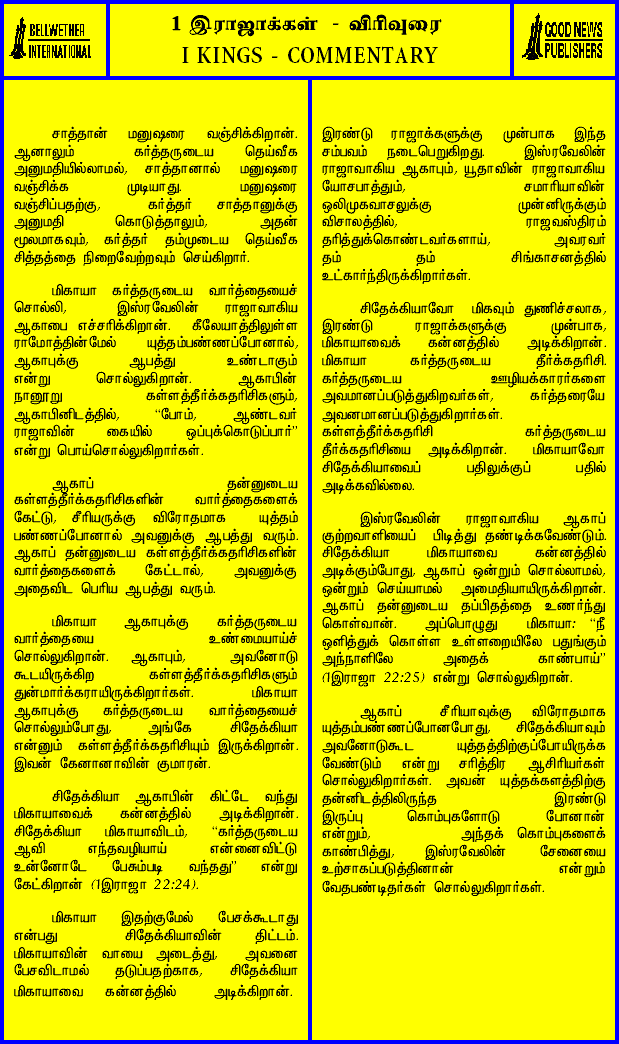 BELLWETHER
INTERNATIONAL
1 இராஜாக்கள் - விரிவுரை
I KINGS - COMMENTARY
GOOD NEWS
PUBLISHERS
சாத்தான் மனுஷரை வஞ்சிக்கிறான்.
ஆனாலும் கர்த்தருடைய தெய்வீக
அனுமதியில்லாமல், சாத்தானால் மனுஷரை
வஞ்சிக்க முடியாது. மனுஷரை
வஞ்சிப்பதற்கு, கர்த்தர் சாத்தானுக்கு
அனுமதி கொடுத்தாலும், அதன்
மூலமாகவும், கர்த்தர் தம்முடைய தெய்வீக
சித்தத்தை நிறைவேற்றவும் செய்கிறார்.
மிகாயா கர்த்தருடைய வார்த்தையைச்
சொல்லி, இஸ்ரவேலின் ராஜாவாகிய
ஆகாபை எச்சரிக்கிறான். கீலேயாத்திலுள்ள
ராமோத்தின்மேல் யுத்தம்பண்ணப்போனால்,
ஆகாபுக்கு ஆபத்து உண்டாகும்
என்று சொல்லுகிறான். ஆகாபின்
நானூறு கள்ளத்தீர்க்கதரிசிகளும்,
ஆகாபினிடத்தில், “போம், ஆண்டவர்
ராஜாவின் கையில் ஒப்புக்கொடுப்பார்”
என்று பொய்சொல்லுகிறார்கள்.
ஆகாப் தன்னுடைய
கள்ளத்தீர்க்கதரிசிகளின் வார்த்தைகளைக்
கேட்டு, சீரியருக்கு விரோதமாக யுத்தம்
பண்ணப்போனால் அவனுக்கு ஆபத்து வரும்.
ஆகாப் தன்னுடைய கள்ளத்தீர்க்கதரிசிகளின்
வார்த்தைகளைக் கேட்டால், அவனுக்கு
அதைவிட பெரிய ஆபத்து வரும்.
மிகாயா ஆகாபுக்கு கர்த்தருடைய
வார்த்தையை உண்மையாய்ச்
சொல்லுகிறான். ஆகாபும், அவனோடு
கூடயிருக்கிற கள்ளத்தீர்க்கதரிசிகளும்
துன்மார்க்கராயிருக்கிறார்கள். மிகாயா
ஆகாபுக்கு கர்த்தருடைய வார்த்தையைச்
சொல்லும்போது, அங்கே சிதேக்கியா
என்னும் கள்ளத்தீர்க்கதரிசியும் இருக்கிறான்.
இவன் கேனானாவின் குமாரன்.
சிதேக்கியா ஆகாபின் கிட்டே வந்து
மிகாயாவைக் கன்னத்தில் அடிக்கிறான்.
சிதேக்கியா மிகாயாவிடம், “கர்த்தருடைய
ஆவி எந்தவழியாய் என்னைவிட்டு
உன்னோடே பேசும்படி வந்தது” என்று
கேட்கிறான் (1இராஜா 22:24).
மிகாயா இதற்குமேல் பேசக்கூடாது
என்பது சிதேக்கியாவின் திட்டம்.
மிகாயாவின் வாயை அடைத்து, அவனை
பேசவிடாமல் தடுப்பதற்காக, சிதேக்கியா
மிகாயாவை கன்னத்தில் அடிக்கிறான்.
இரண்டு ராஜாக்களுக்கு முன்பாக இந்த
சம்பவம் நடைபெறுகிறது. இஸ்ரவேலின்
ராஜாவாகிய ஆகாபும், யூதாவின் ராஜாவாகிய
யோசபாத்தும், சமாரியாவின்
ஒலிமுகவாசலுக்கு முன்னிருக்கும்
விசாலத்தில், ராஜவஸ்திரம்
தரித்துக்கொண்டவர்களாய், அவரவர்
தம் தம் சிங்காசனத்தில்
உட்கார்ந்திருக்கிறார்கள்.
சிதேக்கியாவோ மிகவும் துணிச்சலாக,
இரண்டு ராஜாக்களுக்கு முன்பாக,
மிகாயாவைக் கன்னத்தில் அடிக்கிறான்.
மிகாயா கர்த்தருடைய தீர்க்கதரிசி.
கர்த்தருடைய ஊழியக்காரர்களை
அவமானப்படுத்துகிறவர்கள், கர்த்தரையே
அவனமானப்படுத்துகிறார்கள்.
கள்ளத்தீர்க்கதரிசி கர்த்தருடைய
தீர்க்கதரிசியை அடிக்கிறான். மிகாயாவோ
சிதேக்கியாவைப் பதிலுக்குப் பதில்
அடிக்கவில்லை.
இஸ்ரவேலின் ராஜாவாகிய ஆகாப்
குற்றவாளியைப் பிடித்து தண்டிக்கவேண்டும்.
சிதேக்கியா மிகாயாவை கன்னத்தில்
அடிக்கும்போது, ஆகாப் ஒன்றும் சொல்லாமல்,
ஒன்றும் செய்யாமல் அமைதியாயிருக்கிறான்.
ஆகாப் தன்னுடைய தப்பிதத்தை உணர்ந்து
கொள்வான். அப்பொழுது மிகாயா: “நீ
ஒளித்துக் கொள்ள உள்ளறையிலே பதுங்கும்
அந்நாளிலே அதைக் காண்பாய்”
(1இராஜா 22:25) என்று சொல்லுகிறான்.
ஆகாப் சீரியாவுக்கு விரோதமாக
யுத்தம்பண்ணப்போனபோது, சிதேக்கியாவும்
அவனோடுகூட யுத்தத்திற்குப்போயிருக்க
வேண்டும் என்று சரித்திர ஆசிரியர்கள்
சொல்லுகிறார்கள். அவன் யுத்தக்களத்திற்கு
தன்னிடத்திலிருந்த இரண்டு
இருப்பு கொம்புகளோடு போனான்
என்றும், அந்தக் கொம்புகளைக்
காண்பித்து, இஸ்ரவேலின் சேனையை
உற்சாகப்படுத்தினான் என்றும்
வேதபண்டிதர்கள் சொல்லுகிறார்கள்.